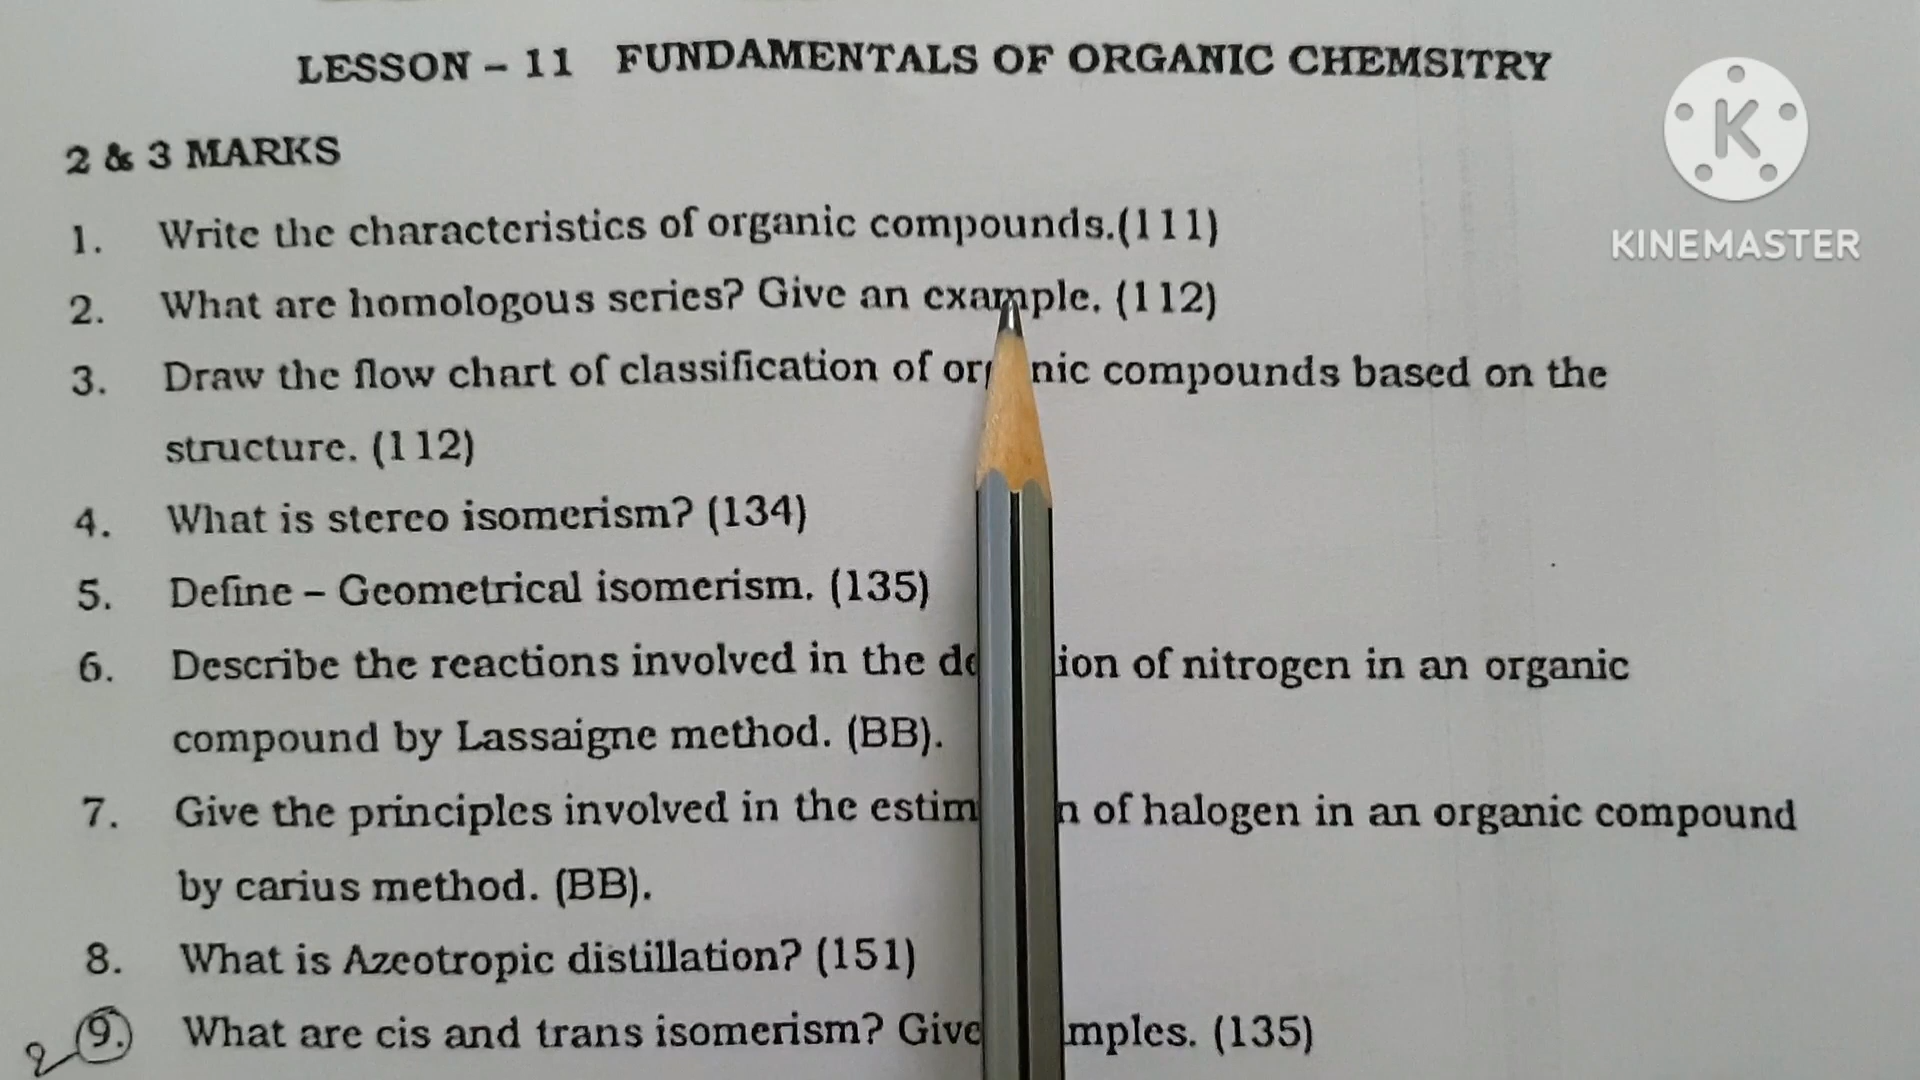 LESSON – 11 FUNDAMENTALS OF ORGANIC CHEMSITRY
K
KINEMASTER
2 & 3 MARKS
1. Write the characteristics of organic compounds.(111)
2. What are homologous series? Give an example. (112)
3. Draw the flow chart of classification of compounds based on the
structure. (112)
4. What is stereo isomerism? (134)
5. Define – Geometrical isomerism. (135)
6. Describe the reactions involved in the of nitrogen in an organic
compound by Lassaigne method. (BB).
7. Give the principles involved in the of halogen in an organic compound
by carius method. (BB).
8. What is Azeotropic distillation? (151)
9. What are cis and trans isomerism? Give (135)